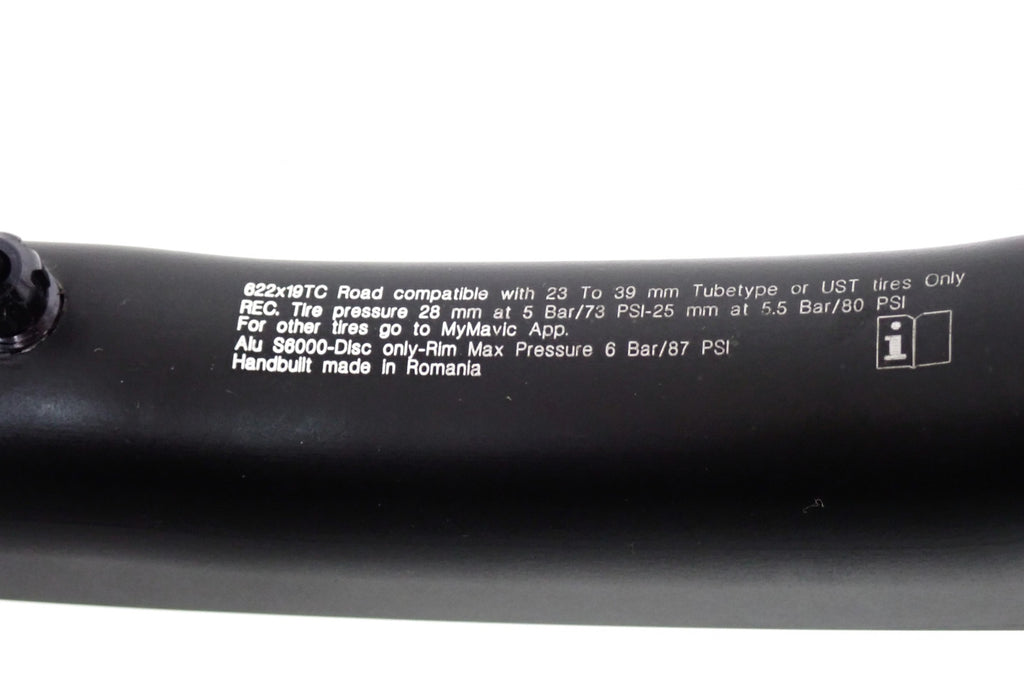 622x19TC Road compatible with 23 To 39 mm Tubetype or UST tires Only
REC. Tire pressure 28 mm at 5 Bar/73 PSI-25 mm at 5.5 Bar/80 PSI
For other tires go to MyMavic App.
Alu S6000-Disc only-Rim Max Pressure 6 Bar/87 PSI
Handbuilt made in Romania
i